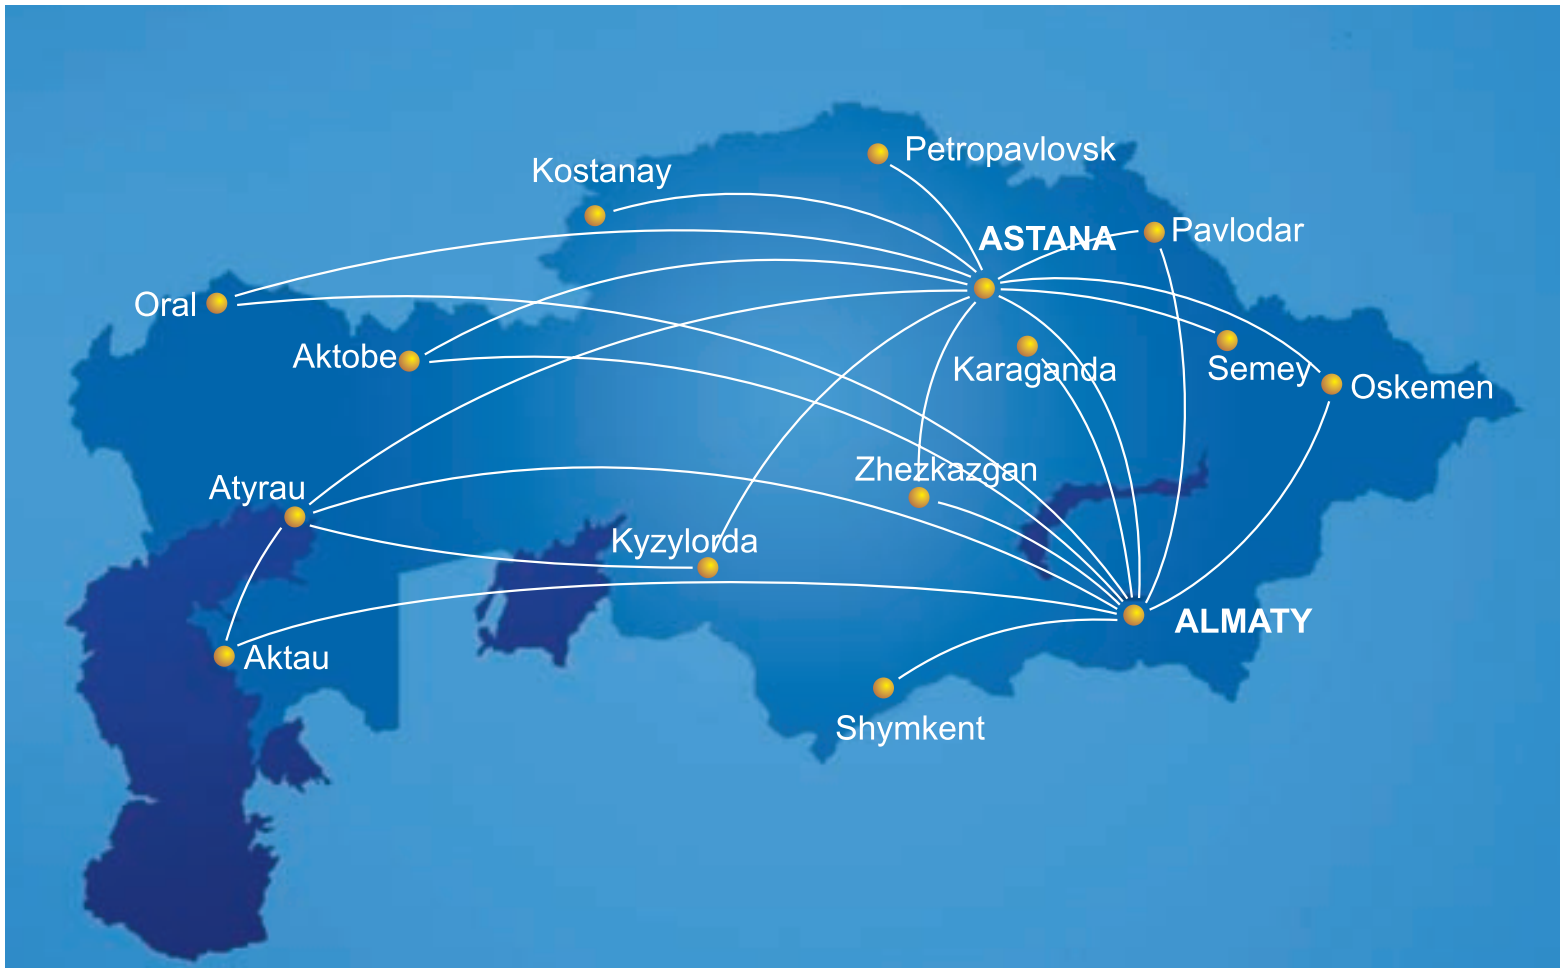 Petropavlovsk
Kostanay
Pavlodar
ASTANA
Oral
Aktobe
Karaganda
Semey
Oskemen
Zhezkazgan
Atyrau
Kyzylorda
ALMATY
Aktau
Shymkent